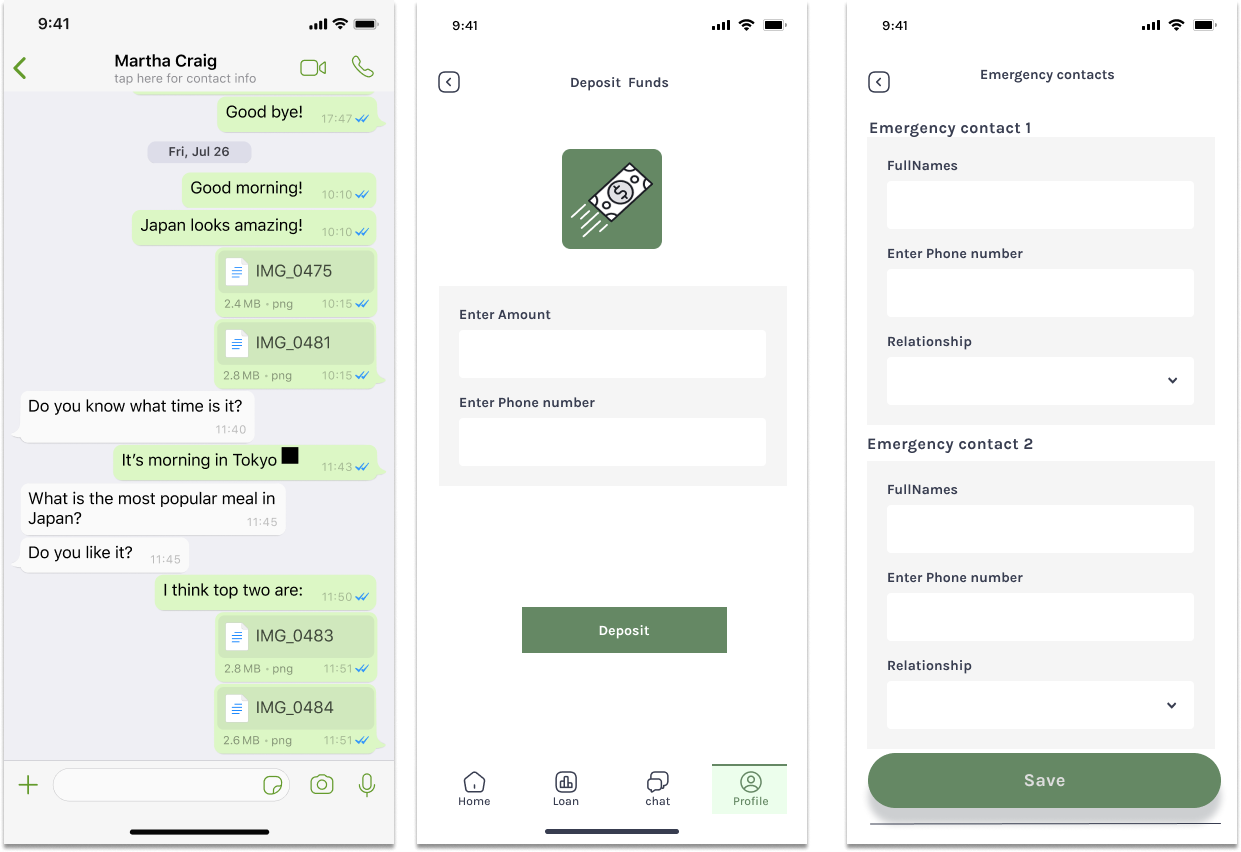 9:41
Martha Craig
tap here for contact info
Good bye!
17:47
Fri, Jul 26
Good morning!
10:10
Japan looks amazing!
10:10
IMG_0475
2.4 MB • png
10:15
IMG_0481
2.8 MB • png
10:15
Do you know what time is it?
11:40
It’s morning in Tokyo
11:43
What is the most popular meal in
Japan?
11:45
Do you like it?
11:45
I think top two are:
11:50
IMG_0483
2.8 MB • png
11:51
IMG_0484
2.6 MB • png
11:51
9:41
Deposit Funds
$
Enter Amount
Enter Phone number
Deposit
Home
Loan
chat
Profile
9:41
Emergency contacts
Emergency contact 1
FullNames
Enter Phone number
Relationship
Emergency contact 2
FullNames
Enter Phone number
Relationship
Save